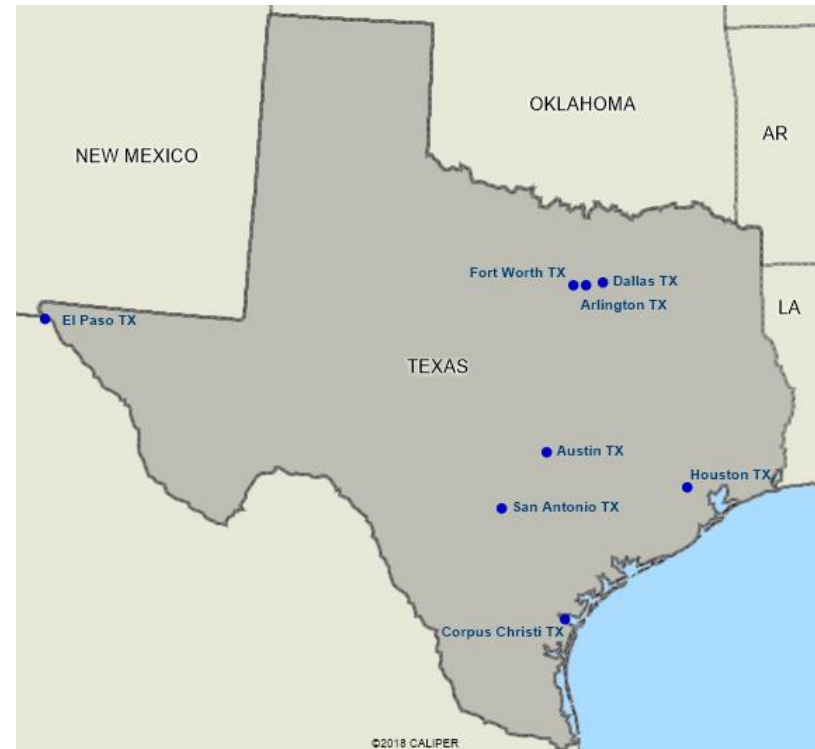 OKLAHOMA
AR
NEW MEXICO
Fort Worth TX
Dallas TX
Arlington TX
LA
El Paso TX
TEXAS
Austin TX
Houston TX
San Antonio TX
Corpus Christi TX
©2018 CALIPER